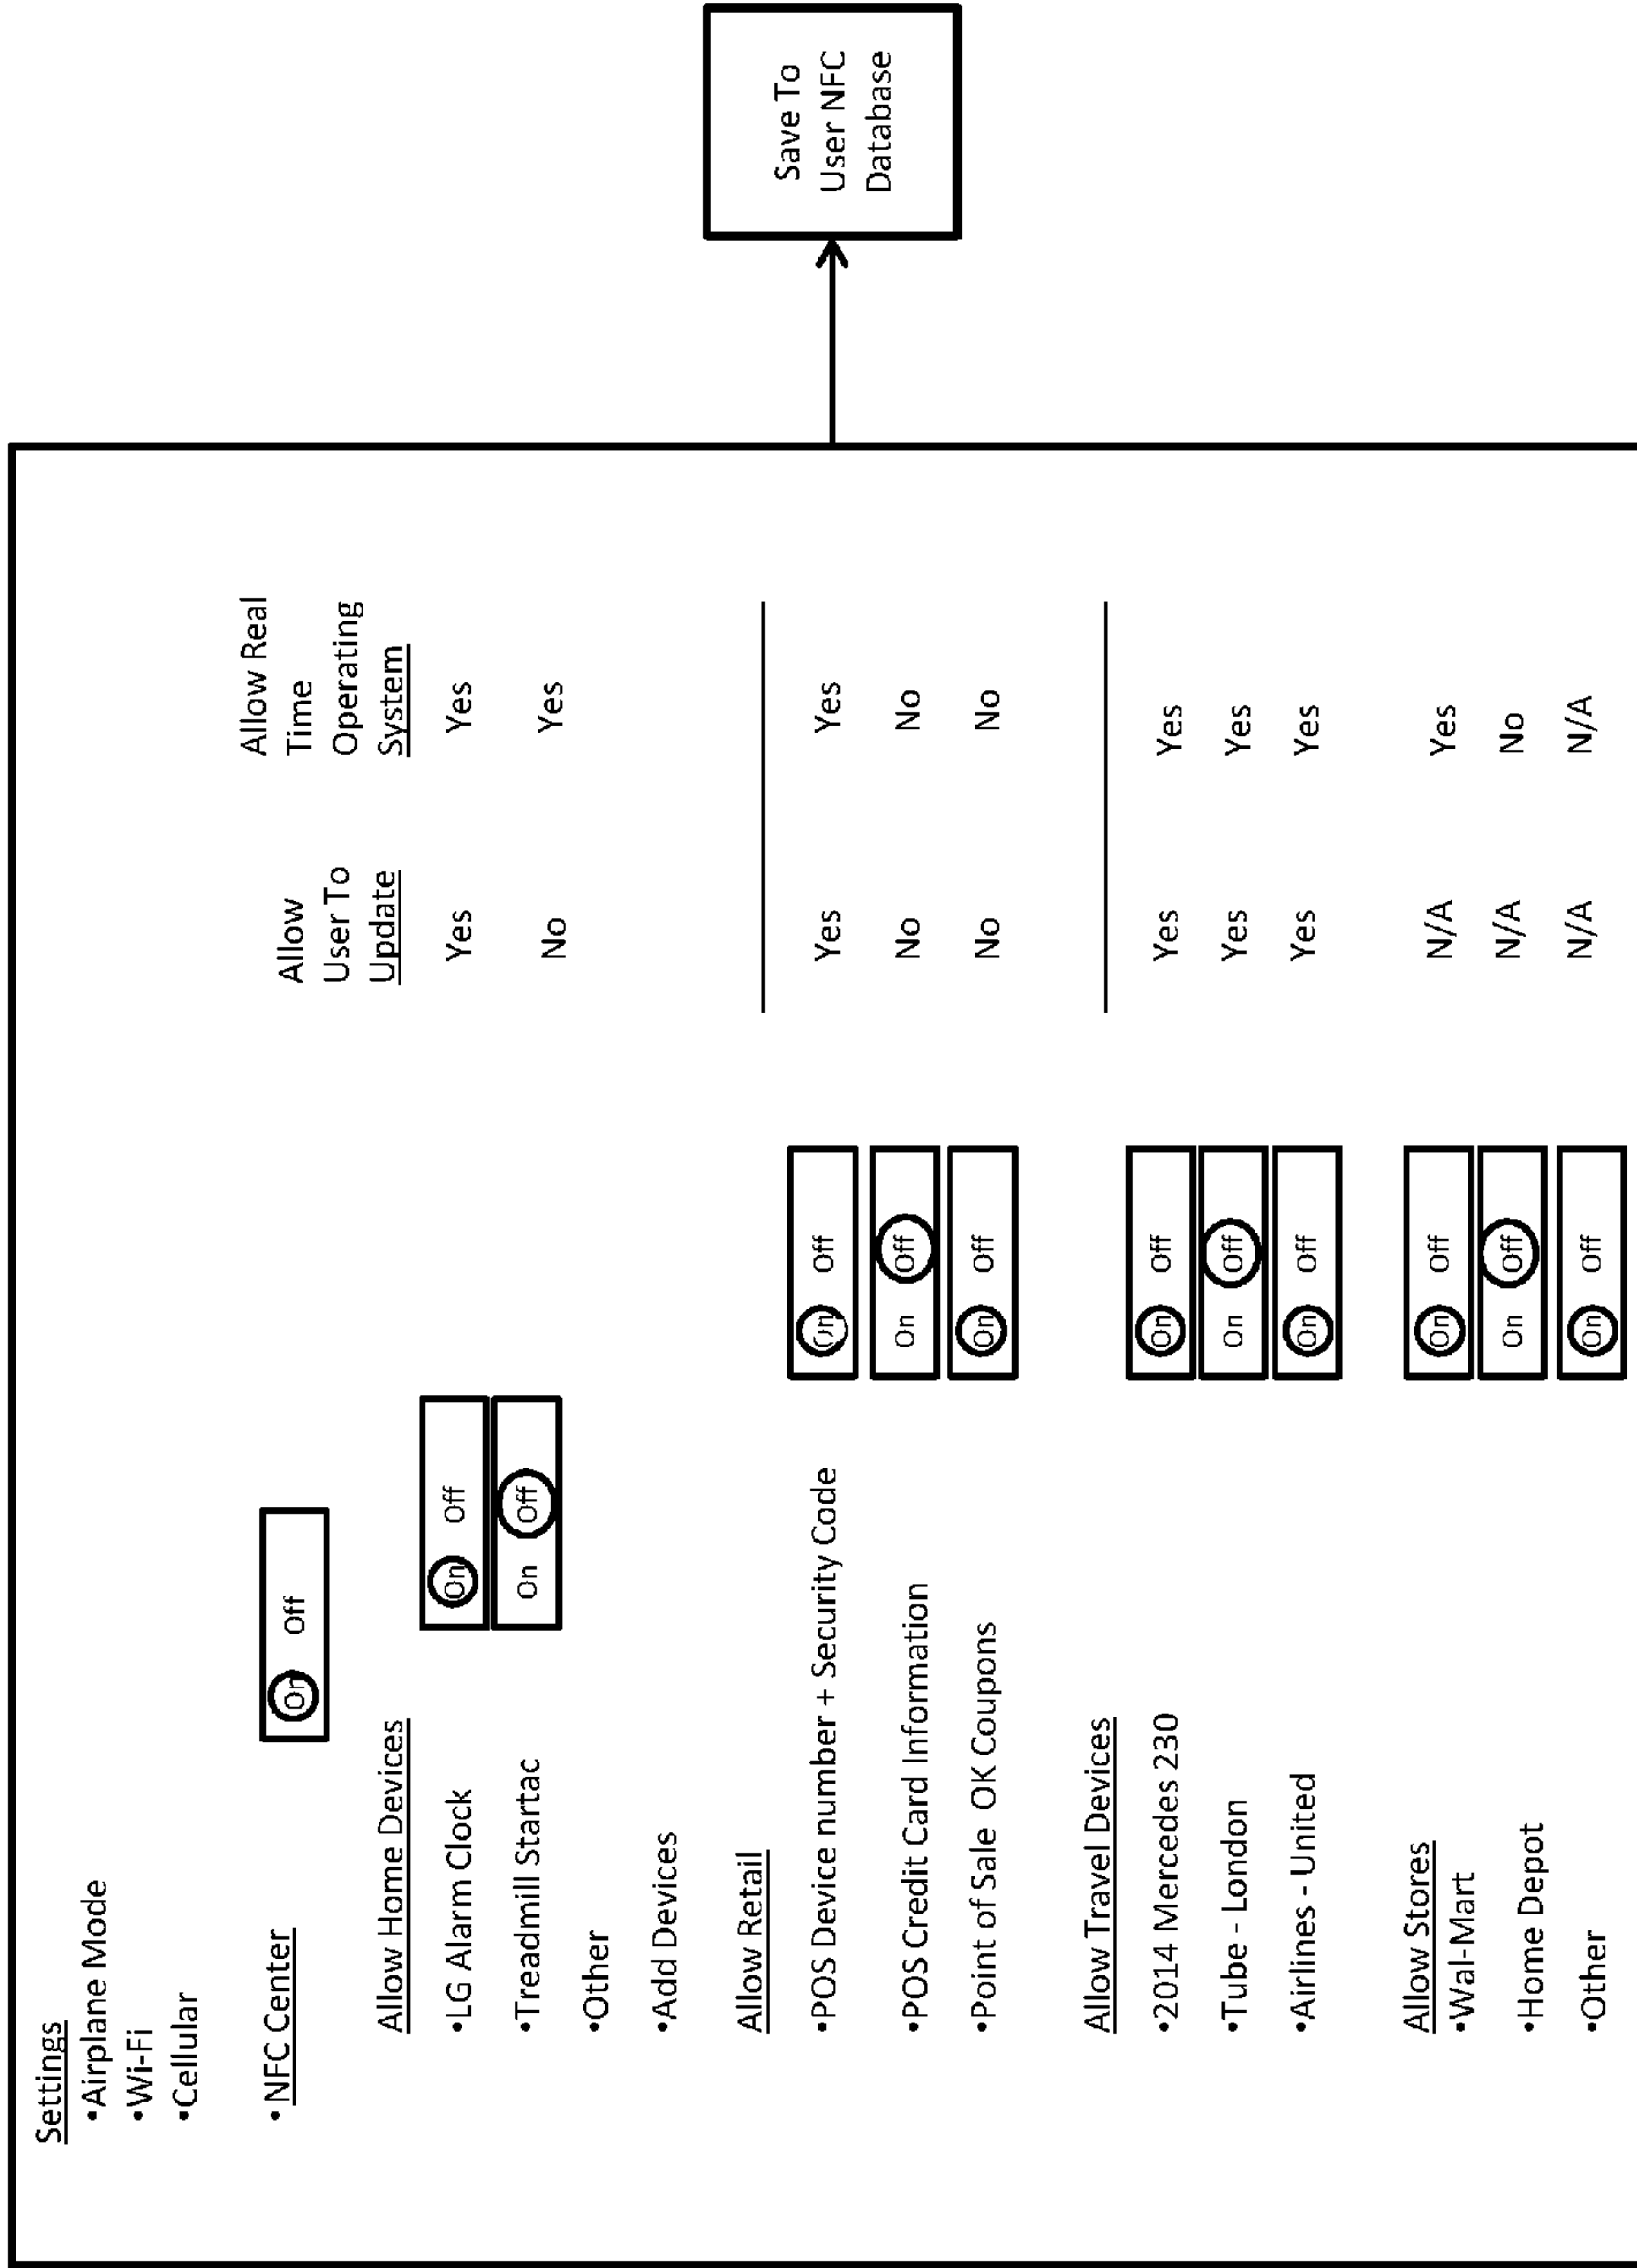 Settings
•Airplane Mode
•Wi-Fi
•Cellular
• NFC Center On Off
Allow
User To
Update
Allow Real
Time
Operating
System
Allow Home Devices
•LG Alarm Clock On Off Yes Yes
•Treadmill Startac On Off No Yes
•Other
•Add Devices
Allow Retail
•POS Device number + Security Code On Off Yes Yes
•POS Credit Card Information On Off No No
•Point of Sale OK Coupons On Off No No
Allow Travel Devices
•2014 Mercedes 230 On Off Yes Yes
•Tube - London On Off Yes Yes
•Airlines - United On Off Yes Yes
Allow Stores
•Wal-Mart On Off N/A Yes
•Home Depot On Off N/A No
•Other On Off N/A N/A
Save To
User NFC
Database